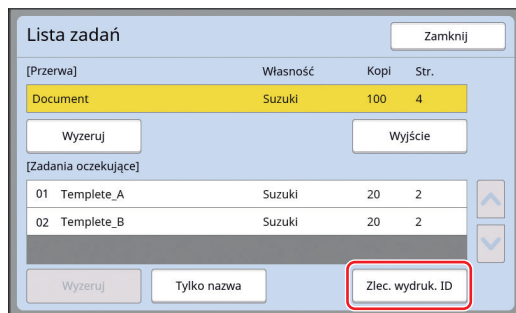 Lista zadań Zamknij
[Przerwa] Własność Kopi Str.
Document Suzuki 100 4
Wyzeruj Wyjście
[Zadania oczekujące]
01 Templete_A Suzuki 20 2
02 Templete_B Suzuki 20 2
Wyzeruj Tylko nazwa Zlec. wydruk. ID